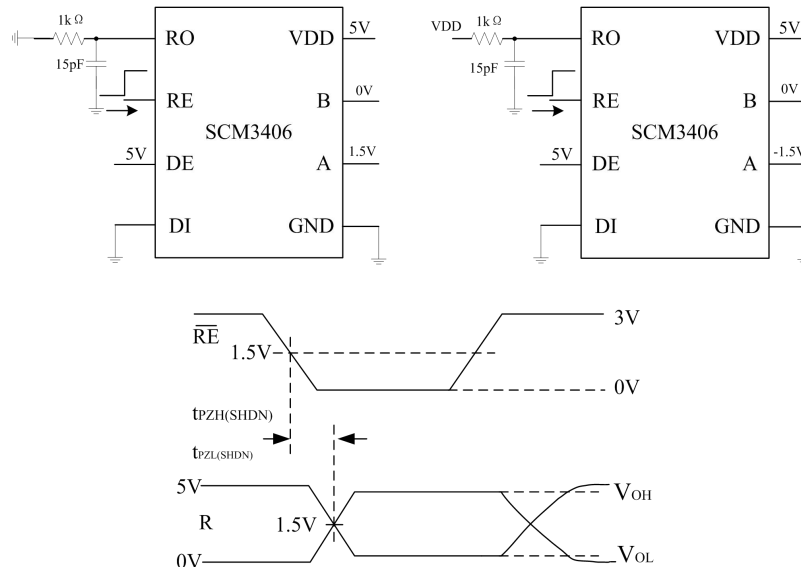 1kΩ
15pF
RO
VDD
5V
RE
B
0V
SCM3406
5V
DE
A
1.5V
DI
GND
VDD
1kΩ
15pF
RO
VDD
5V
RE
B
0V
SCM3406
5V
DE
A
-1.5V
DI
GND
RE
3V
1.5V
0V
tPZH(SHDN)
tPZL(SHDN)
5V
VOH
R
1.5V
0V
VOL